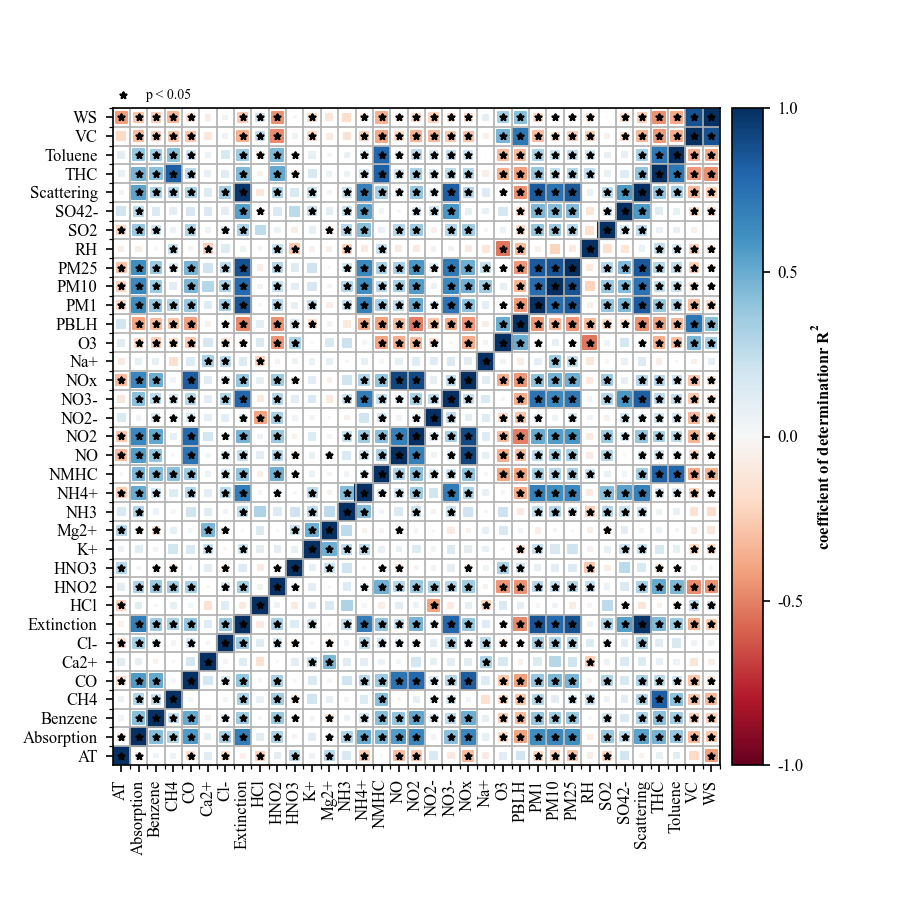 p < 0.05
WS
VC
Toluene
THC
Scattering
SO42-
SO2
RH
PM25
PM10
PM1
PBLH
O3
Na+
NOx
NO3-
NO2-
NO2
NO
NMHC
NH4+
NH3
Mg2+
K+
HNO3
HNO2
HCl
Extinction
Cl-
Ca2+
CO
CH4
Benzene
Absorption
AT
AT
Absorption
Benzene
CH4
CO
Ca2+
Cl-
Extinction
HCl
HNO2
HNO3
K+
Mg2+
NH3
NH4+
NMHC
NO
NO2
NO2-
NO3-
NOx
Na+
O3
PBLH
PM1
PM10
PM25
RH
SO2
SO42-
Scattering
THC
Toluene
VC
WS
1.0
0.5
0.0
-0.5
-1.0
coefficient of determinationr R²